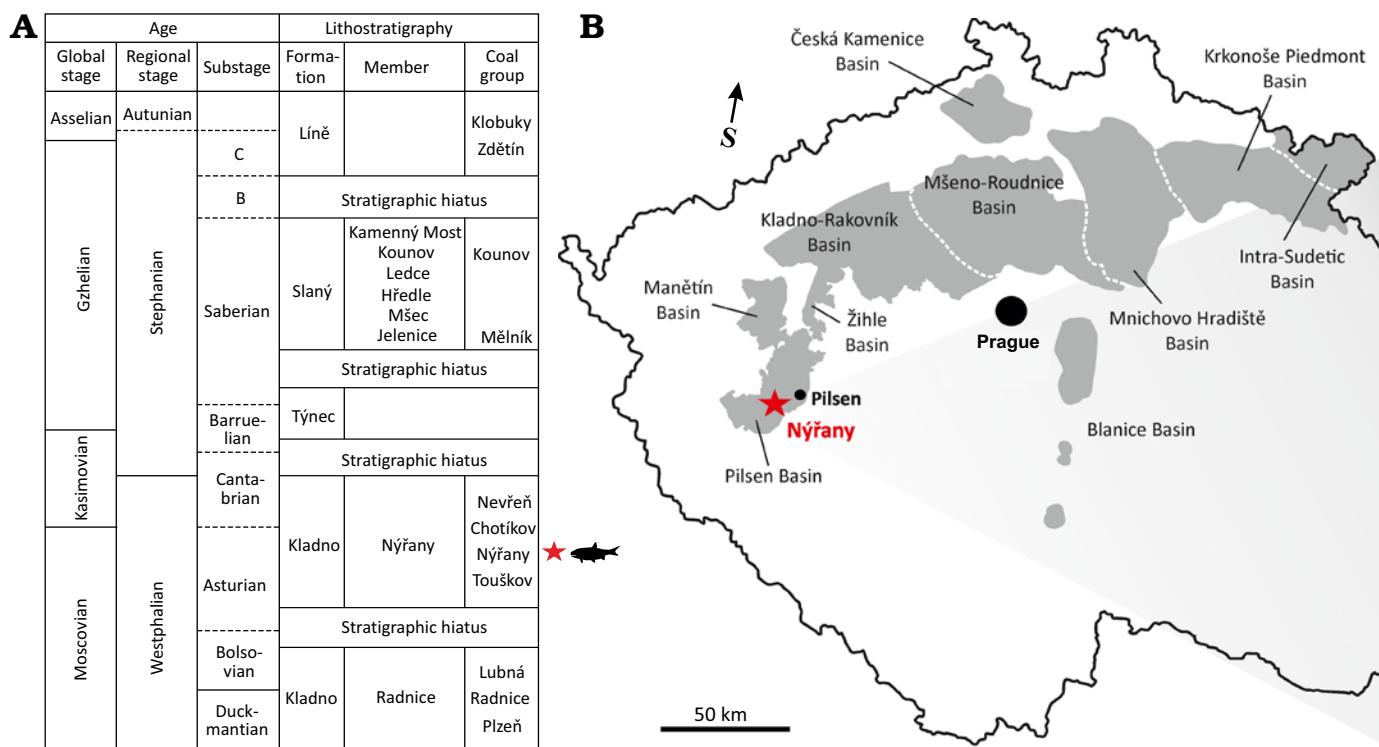 A
Age
Lithostratigraphy
Global
stage
Regional
stage
Substage
Forma-
tion
Member
Coal
group
Asselian
Autunian
Líně
Klobuky
Zdětín
C
B
Stratigraphic hiatus
Gzhelian
Stephanian
Saberian
Slaný
Kamenný Most
Kounov
Ledce
Hředle
Mšec
Jelenice
Kounov
Mělník
Stratigraphic hiatus
Týnec
Barrue-
lian
Stratigraphic hiatus
Kasimovian
Canta-
brian
Kladno
Nýřany
Nevřeň
Chotíkov
Nýřany
Touškov
Moscovian
Westphalian
Asturian
Stratigraphic hiatus
Bolso-
vian
Kladno
Radnice
Lubná
Radnice
Plzeň
Duck-
mantian
B
Česká Kamenice
Basin
Krkonoše Piedmont
Basin
S
Mšeno-Roudnice
Basin
Kladno-Rakovník
Basin
Intra-Sudetic
Basin
Manětín
Basin
Žihle
Basin
Mnichovo Hradiště
Basin
Prague
Pilsen
Nýřany
Blanice Basin
Pilsen Basin
50 km